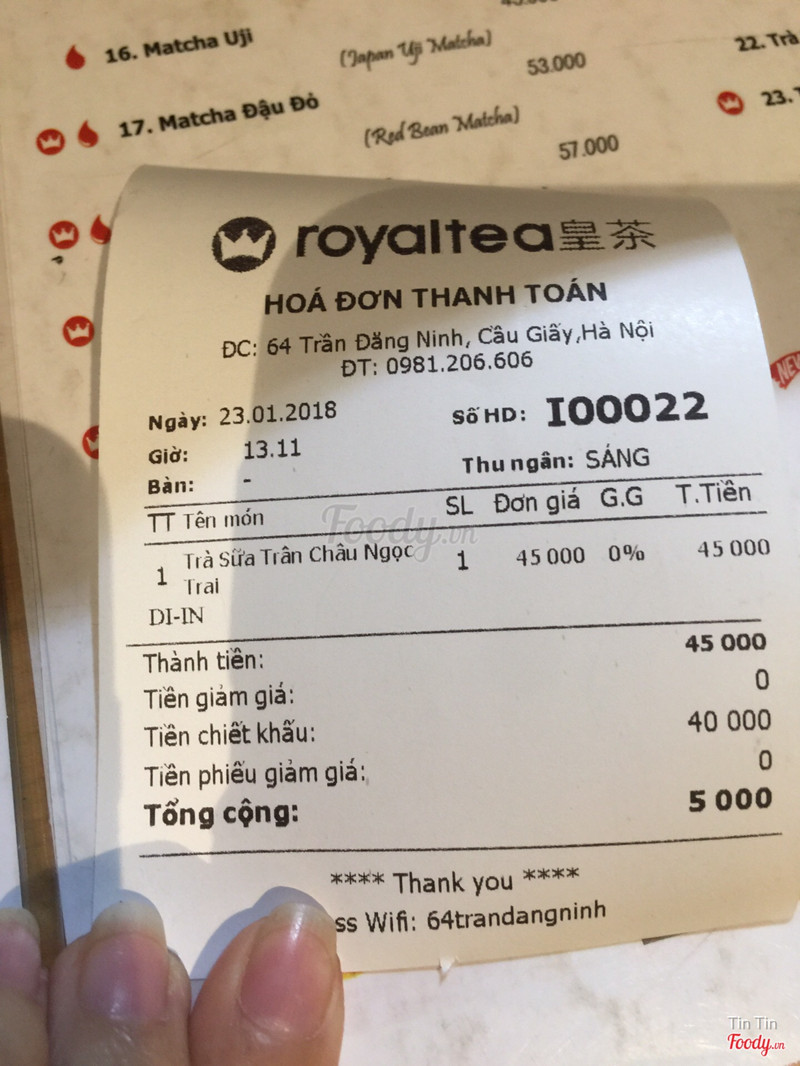 16. Matcha Uji (Japan Uji Matcha) 53.000
22. Trà
17. Matcha Đậu Đỏ (Red Bean Matcha) 57.000
23.
royaltea皇茶
HOÁ ĐƠN THANH TOÁN
ĐC: 64 Trần Đăng Ninh, Cầu Giấy,Hà Nội
ĐT: 0981.206.606
Ngày: 23.01.2018 Số HD: I00022
Giờ: 13.11
Thu ngân: SÁNG
Bàn: -
TT Tên món SL Đơn giá G.G T.Tiền
1 Trà Sữa Trân Châu Ngọc Trai 1 45 000 0% 45 000
DI-IN
Thành tiền: 45 000
Tiền giảm giá: 0
Tiền chiết khấu: 40 000
Tiền phiếu giảm giá: 0
Tổng cộng: 5 000
**** Thank you ****
ss Wifi: 64trandangninh
NEW
Foody.vn
Tin Tin
Foody.vn